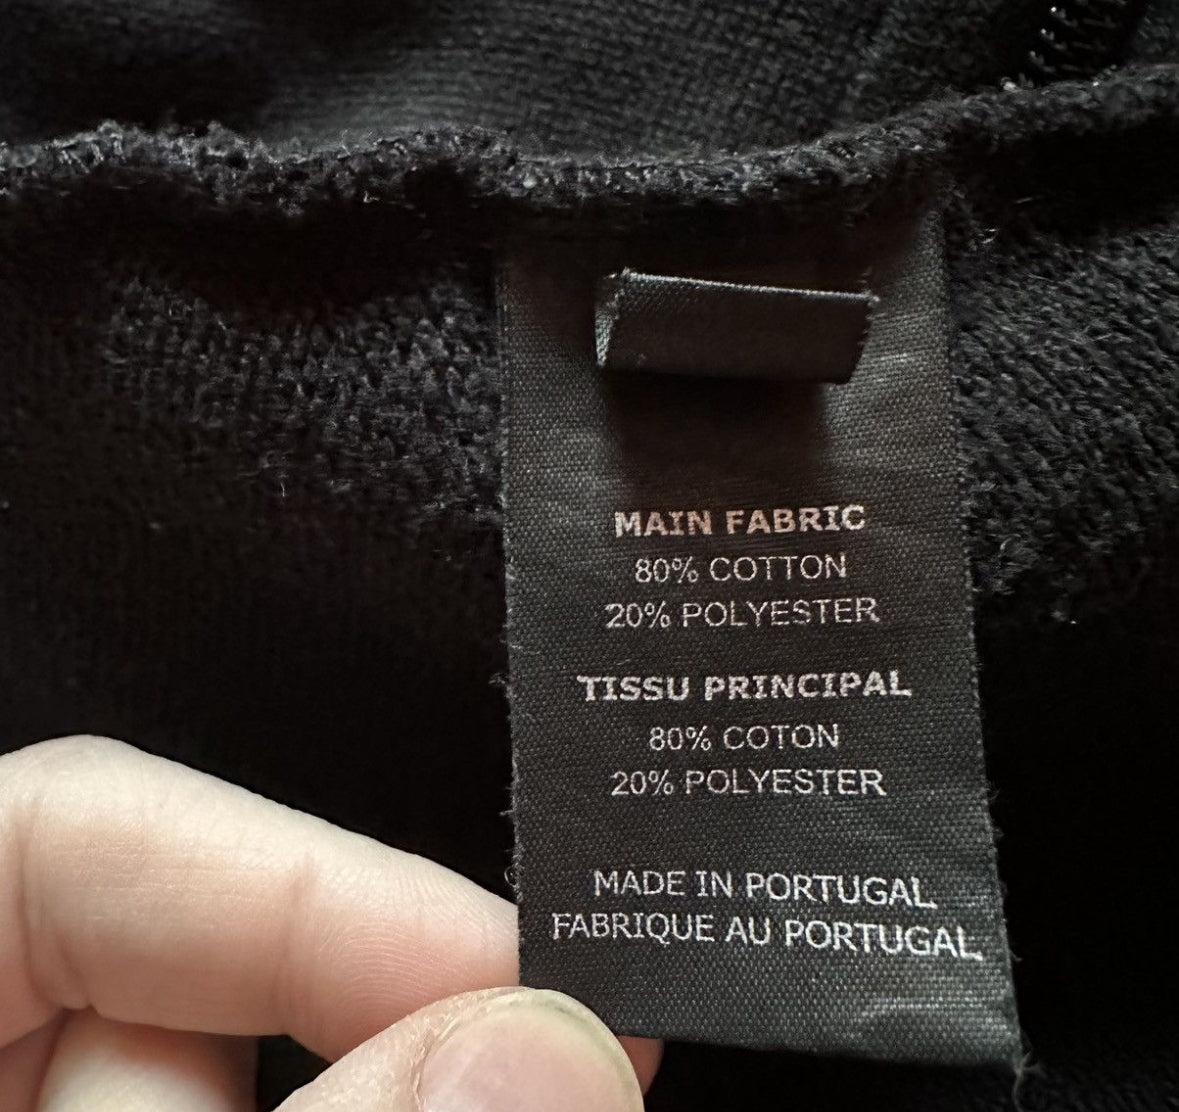 MAIN FABRIC
80% COTTON
20% POLYESTER
TISSU PRINCIPAL
80% COTON
20% POLYESTER
MADE IN PORTUGAL
FABRIQUE AU PORTUGAL